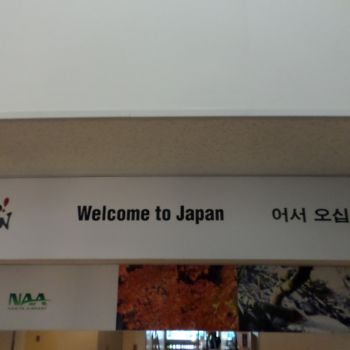 Welcome to Japan 어서 오십
NAA